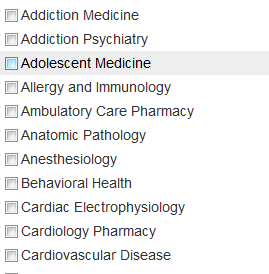 Addiction Medicine
Addiction Psychiatry
Adolescent Medicine
Allergy and Immunology
Ambulatory Care Pharmacy
Anatomic Pathology
Anesthesiology
Behavioral Health
Cardiac Electrophysiology
Cardiology Pharmacy
Cardiovascular Disease